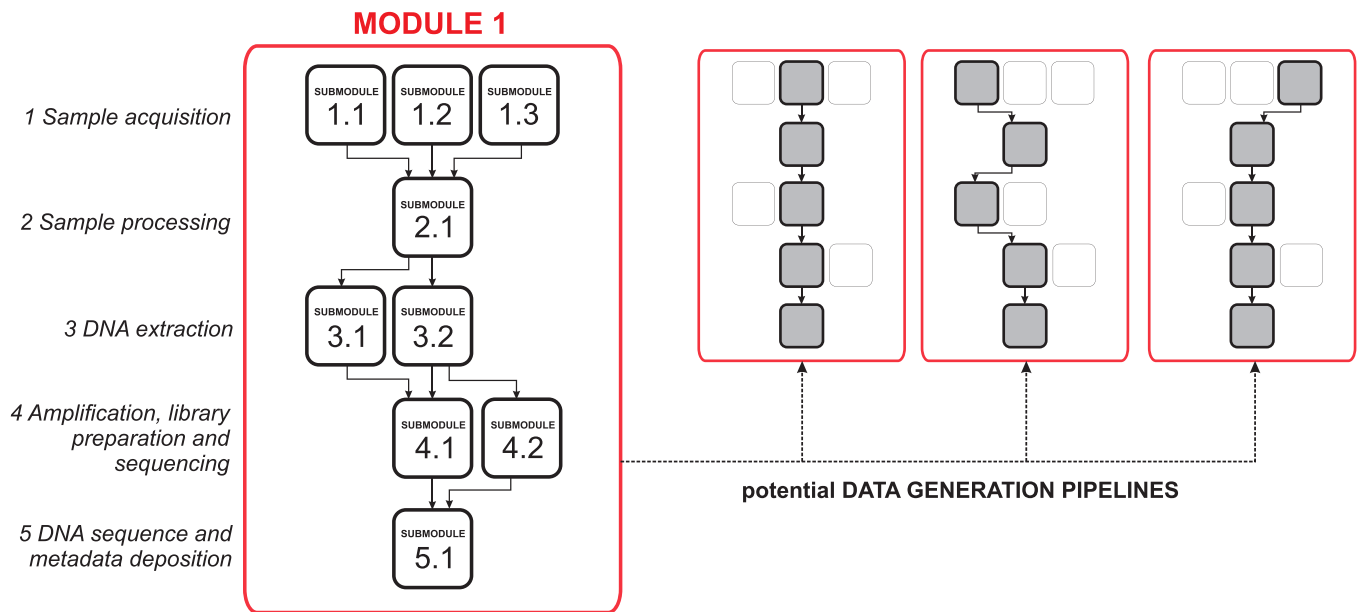 MODULE 1
1 Sample acquisition
SUBMODULE
1.1
SUBMODULE
1.2
SUBMODULE
1.3
2 Sample processing
SUBMODULE
2.1
3 DNA extraction
SUBMODULE
3.1
SUBMODULE
3.2
4 Amplification, library
preparation and
sequencing
SUBMODULE
4.1
SUBMODULE
4.2
potential DATA GENERATION PIPELINES
5 DNA sequence and
metadata deposition
SUBMODULE
5.1